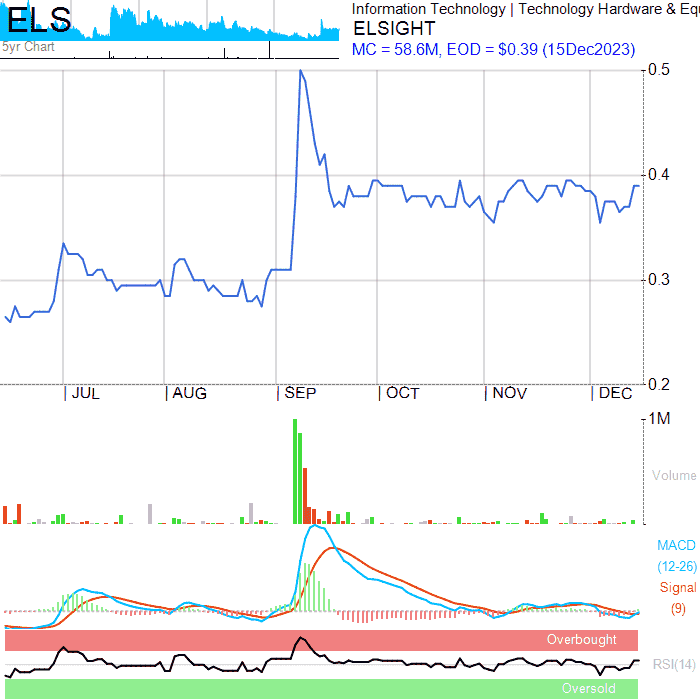 ELS
5yr Chart
Information Technology | Technology Hardware & Equ
ELSIGHT
MC = 58.6M, EOD = $0.39 (15Dec2023)
0.5
0.4
0.3
0.2
JUL AUG SEP OCT NOV DEC
1M
Volume
MACD
(12-26)
Signal
(9)
Overbought
RSI(14)
Oversold